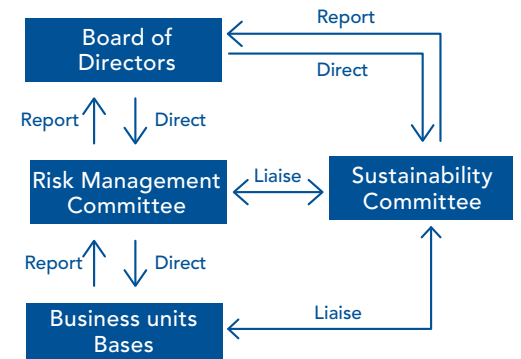 Report
Board of
Directors
Direct
Report
Direct
Risk Management
Committee
Liaise
Sustainability
Committee
Report
Direct
Business units
Bases
Liaise